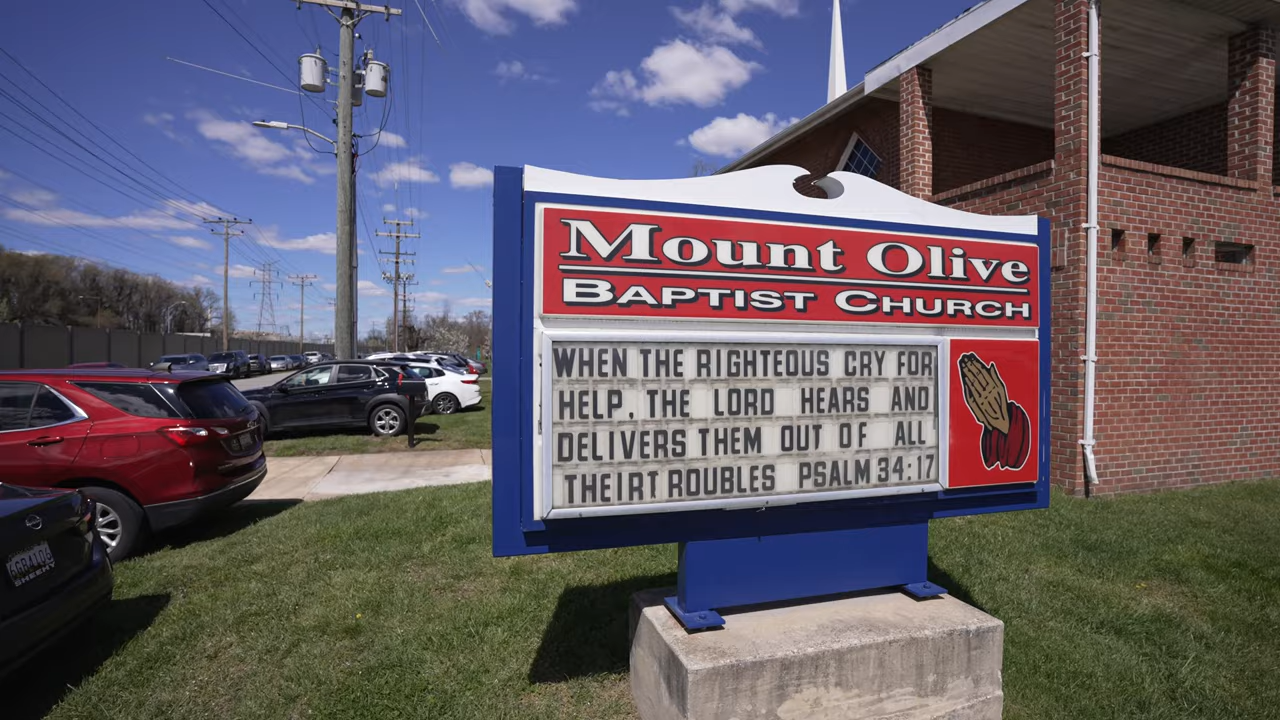 Mount Olive
BAPTIST CHURCH
WHEN THE RIGHTEOUS CRY FOR
HELP, THE LORD HEARS AND
DELIVERS THEM OUT OF ALL
THEIRT ROUBLES PSALM 34:17
SHEEHY